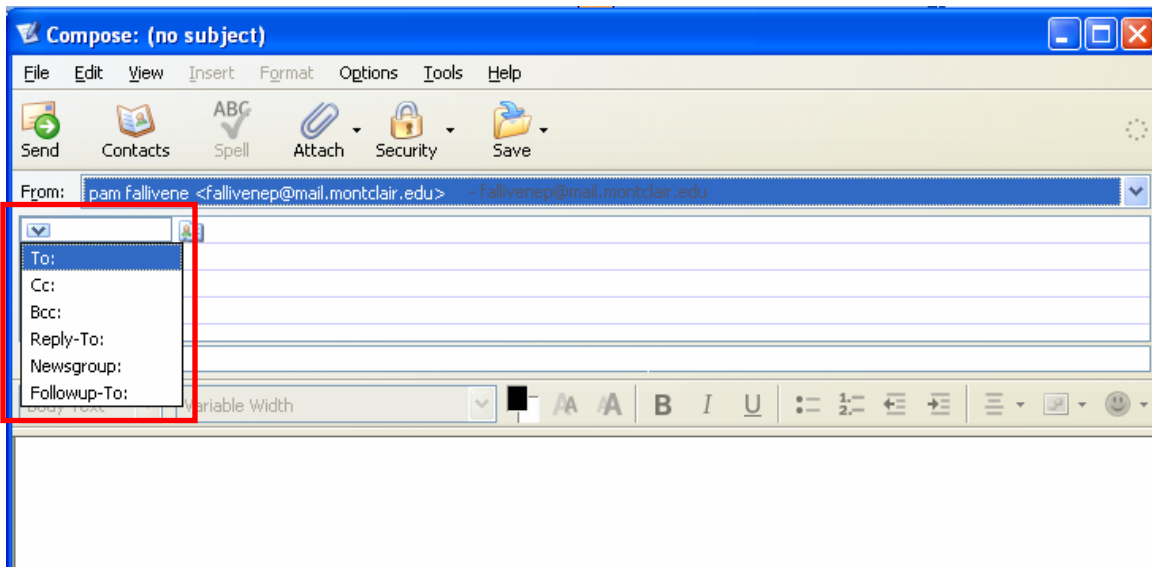 Compose: (no subject)
File Edit View Insert Format Options Tools Help
ABC
Send Contacts Spell Attach Security Save
From: pam fallivene <fallivenep@mail.montclair.edu> - fallivenep@mail.montclair.edu
To:
Cc:
Bcc:
Reply-To:
Newsgroup:
Followup-To:
Body Text Variable Width AA AA B I U